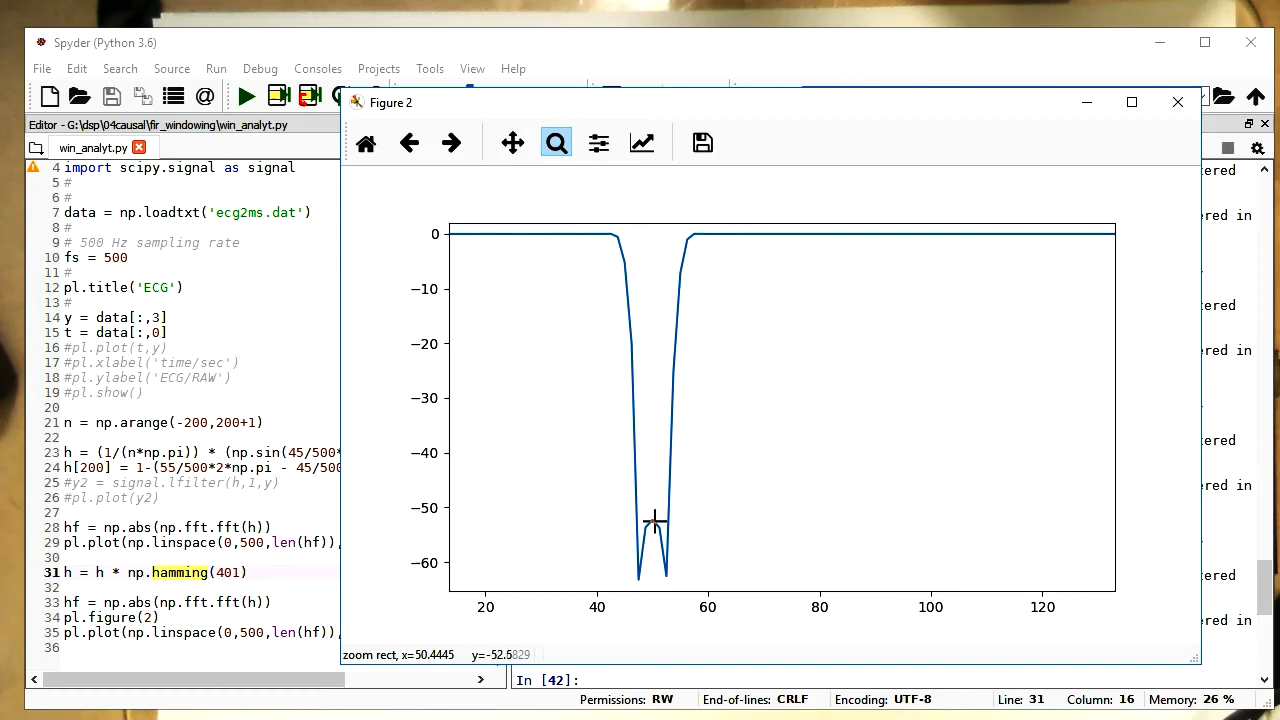 Spyder (Python 3.6)
File Edit Search Source Run Debug Consoles Projects Tools View Help
Figure 2
Editor - G:\dsp\04causal\fir_windowing\win_analyt.py
win_analyt.py
4 import scipy.signal as signal
5 #
6 #
7 data = np.loadtxt('ecg2ms.dat')
8 #
9 # 500 Hz sampling rate
10 fs = 500
11 #
12 pl.title('ECG')
13 #
14 y = data[:,3]
15 t = data[:,0]
16 #pl.plot(t,y)
17 #pl.xlabel('time/sec')
18 #pl.ylabel('ECG/RAW')
19 #pl.show()
20
21 n = np.arange(-200,200+1)
22
23 h = (1/(n*np.pi)) * (np.sin(45/500*
24 h[200] = 1-(55/500*2*np.pi - 45/500
25 #y2 = signal.lfilter(h,1,y)
26 #pl.plot(y2)
27
28 hf = np.abs(np.fft.fft(h))
29 pl.plot(np.linspace(0,500,len(hf)),
30
31 h = h * np.hamming(401)
32
33 hf = np.abs(np.fft.fft(h))
34 pl.figure(2)
35 pl.plot(np.linspace(0,500,len(hf)),
36
0
−10
−20
−30
−40
−50
−60
20 40 60 80 100 120
zoom rect, x=50.4445 y=-52.5829
tered
ered in
tered
ered in
tered
ered in
tered
ered in
In [42]:
Permissions: RW End-of-lines: CRLF Encoding: UTF-8 Line: 31 Column: 16 Memory: 26 %